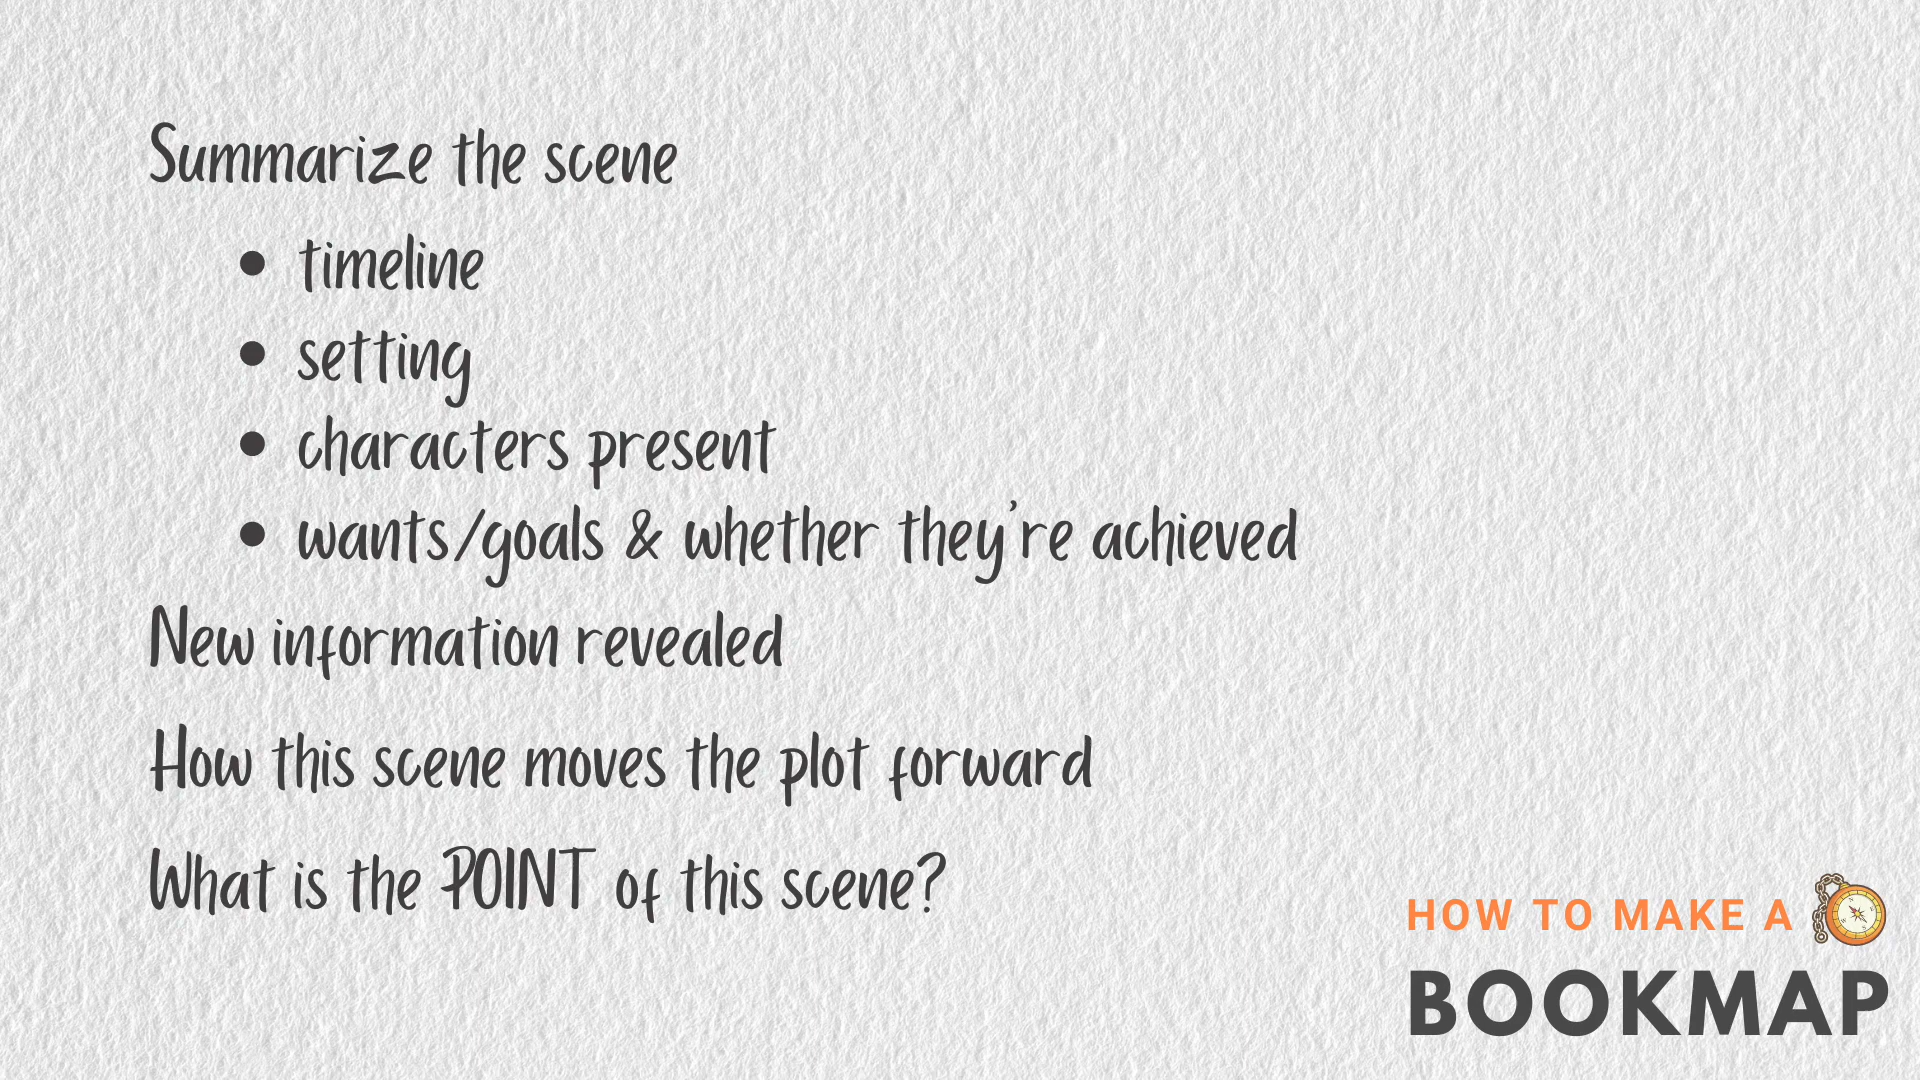 Summarize the scene
• timeline
• setting
• characters present
• wants/goals & whether they're achieved
New information revealed
How this scene moves the plot forward
What is the POINT of this scene?
HOW TO MAKE A
BOOKMAP